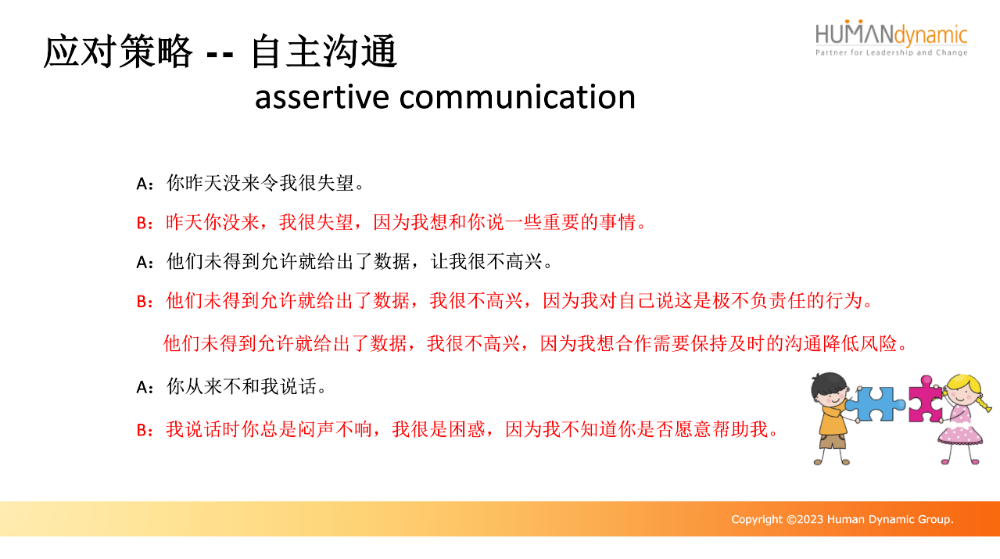 应对策略 -- 自主沟通
HUMANdynamic
Partner for Leadership and Change
assertive communication
A：你昨天没来令我很失望。
B：昨天你没来，我很失望，因为我想和你说一些重要的事情。
A：他们未得到允许就给出了数据，让我很不高兴。
B：他们未得到允许就给出了数据，我很不高兴，因为我对自己说这是极不负责任的行为。
他们未得到允许就给出了数据，我很不高兴，因为我想合作需要保持及时的沟通降低风险。
A：你从来不和我说话。
B：我说话时你总是闷声不响，我很是困惑，因为我不知道你是否愿意帮助我。
Copyright ©2023 Human Dynamic Group.